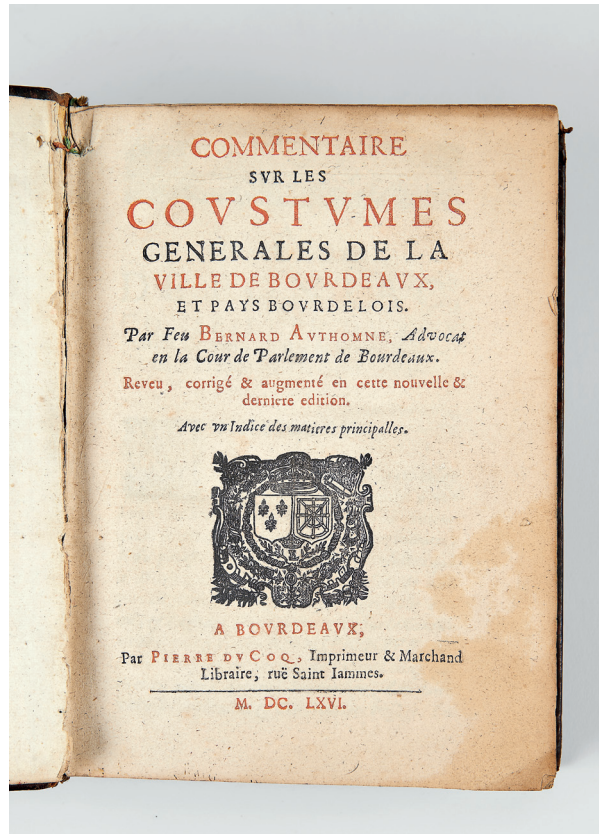 COMMENTAIRE
SVR LES
COVSTVMES
GENERALES DE LA
VILLE DE BOVRDEAVX,
ET PAYS BOVRDELOIS.
Par Feu BERNARD AVTHOMNE, Advocat
en la Cour de Parlement de Bourdeaux.
Reveu, corrigé & augmenté en cette nouvelle &
derniere edition.
Avec vn Indice des matieres principalles.
A BOVRDEAVX,
Par PIERRE DV COQ, Imprimeur & Marchand
Libraire, ruë Saint Iammes.
M. DC. LXVI.